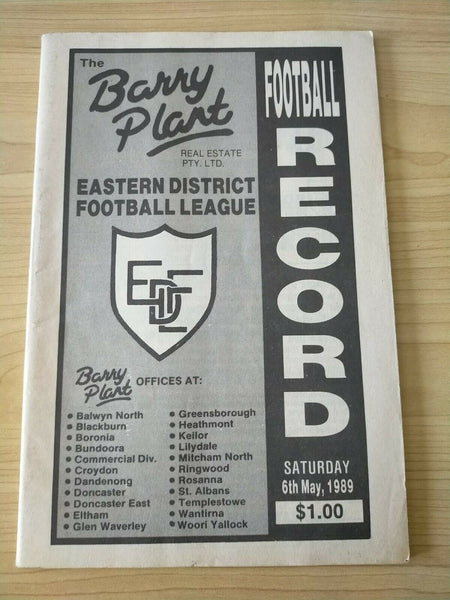 The
Barry
Plant
REAL ESTATE
PTY. LTD.
EASTERN DISTRICT
FOOTBALL LEAGUE
EDFL
Barry
Plant
OFFICES AT:
• Balwyn North
• Blackburn
• Boronia
• Bundoora
• Commercial Div.
• Croydon
• Dandenong
• Doncaster
• Doncaster East
• Eltham
• Glen Waverley
• Greensborough
• Heathmont
• Keilor
• Lilydale
• Mitcham North
• Ringwood
• Rosanna
• St. Albans
• Templestowe
• Wantirna
• Woori Yallock
FOOTBALL
RECORD
SATURDAY
6th May, 1989
$1.00